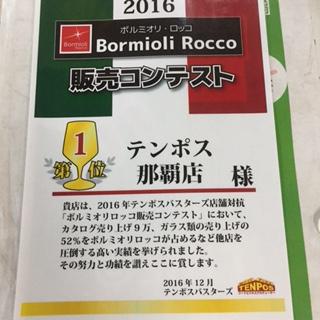 2016
ボルミオリ・ロッコ
Bormioli Rocco
Bormioli
Rocco
販売コンテスト
第1位
テンポス
那覇店 様
貴店は、2016年テンポスバスターズ店舗対抗
「ボルミオリロッコ販売コンテスト」において、
カタログ売り上げ9万、ガラス類の売り上げの
52%をボルミオリロッコが占めるなど他店を
圧倒する高い実績を挙げられました。
その努力と功績を讃えここに賞します。
2016年12月
テンポスバスターズ
TENPOS